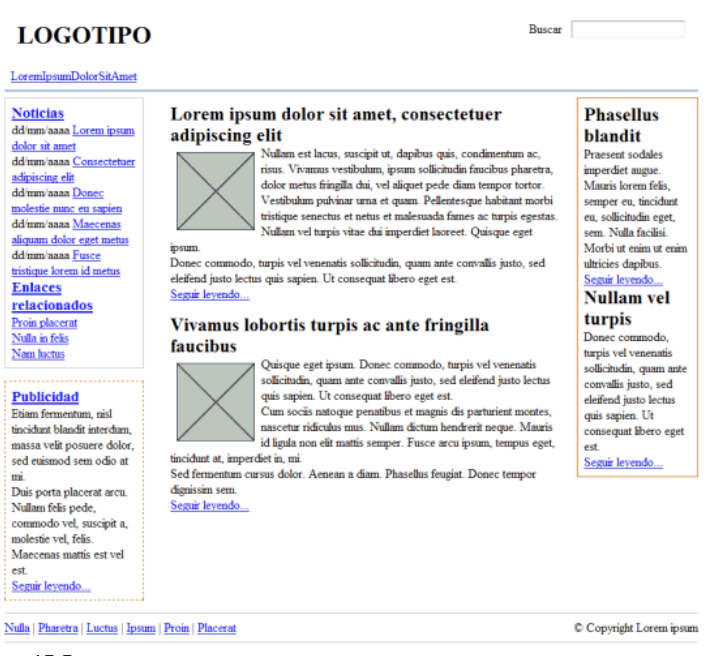 LOGOTIPO
Buscar
LoremIpsumDolorSitAmet
Noticias
dd/mm/aaaa Lorem ipsum
dolor sit amet
dd/mm/aaaa Consectetuer
adipiscing elit
dd/mm/aaaa Donec
molestie nunc eu sapien
dd/mm/aaaa Maecenas
aliquam dolor eget metus
dd/mm/aaaa Fusce
tristique lorem id metus
Enlaces
relacionados
Proin placerat
Nulla in felis
Nam luctus
Publicidad
Etiam fermentum, nisl
tincidunt blandit interdum,
massa velit posuere dolor,
sed euismod sem odio at
mi.
Duis porta placerat arcu.
Nullam felis pede,
commodo vel, suscipit a,
molestie vel, felis.
Maecenas mattis est vel
est.
Seguir leyendo...
Lorem ipsum dolor sit amet, consectetuer
adipiscing elit
Nullam est lacus, suscipit ut, dapibus quis, condimentum ac,
risus. Vivamus vestibulum, ipsum sollicitudin faucibus pharetra,
dolor metus fringilla dui, vel aliquet pede diam tempor tortor.
Vestibulum pulvinar urna et quam. Pellentesque habitant morbi
tristique senectus et netus et malesuada fames ac turpis egestas.
Nullam vel turpis vitae dui imperdiet laoreet. Quisque eget
ipsum.
Donec commodo, turpis vel venenatis sollicitudin, quam ante convallis justo, sed
eleifend justo lectus quis sapien. Ut consequat libero eget est.
Seguir leyendo...
Vivamus lobortis turpis ac ante fringilla
faucibus
Quisque eget ipsum. Donec commodo, turpis vel venenatis
sollicitudin, quam ante convallis justo, sed eleifend justo lectus
quis sapien. Ut consequat libero eget est.
Cum sociis natoque penatibus et magnis dis parturient montes,
nascetur ridiculus mus. Nullam dictum hendrerit neque. Mauris
id ligula non elit mattis semper. Fusce arcu ipsum, tempus eget,
tincidunt at, imperdiet in, mi.
Sed fermentum cursus dolor. Aenean a diam. Phasellus feugiat. Donec tempor
dignissim sem.
Seguir leyendo...
Phasellus
blandit
Praesent sodales
imperdiet augue.
Mauris lorem felis,
semper eu, tincidunt
eu, sollicitudin eget,
sem. Nulla facilisi.
Morbi ut enim ut enim
ultricies dapibus.
Seguir leyendo...
Nullam vel
turpis
Donec commodo,
turpis vel venenatis
sollicitudin, quam ante
convallis justo, sed
eleifend justo lectus
quis sapien. Ut
consequat libero eget
est.
Seguir leyendo...
Nulla | Pharetra | Luctus | Ipsum | Proin | Placerat
© Copyright Lorem ipsum